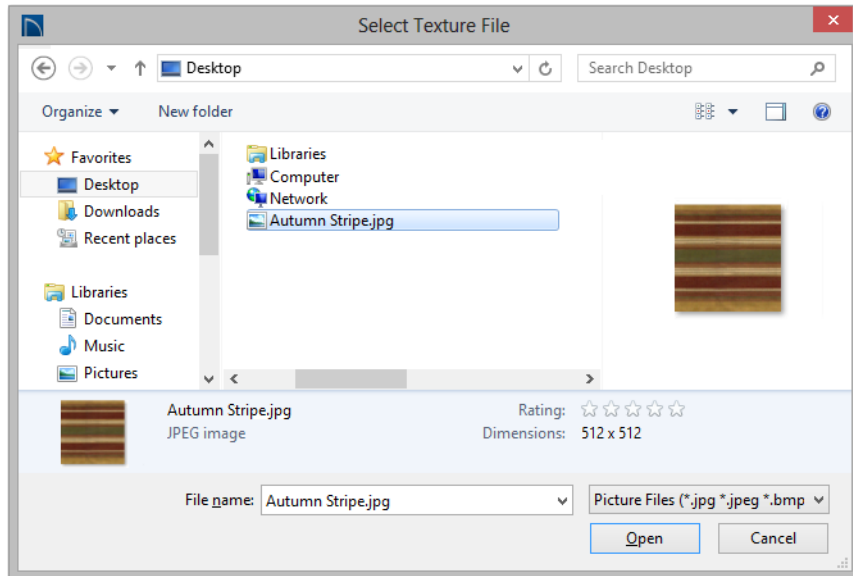 Select Texture File
Desktop
Search Desktop
Organize
New folder
Favorites
Desktop
Downloads
Recent places
Libraries
Documents
Music
Pictures
Libraries
Computer
Network
Autumn Stripe.jpg
Autumn Stripe.jpg
JPEG image
Rating:
Dimensions: 512 x 512
File name: Autumn Stripe.jpg
Picture Files (*.jpg *.jpeg *.bmp
Open
Cancel